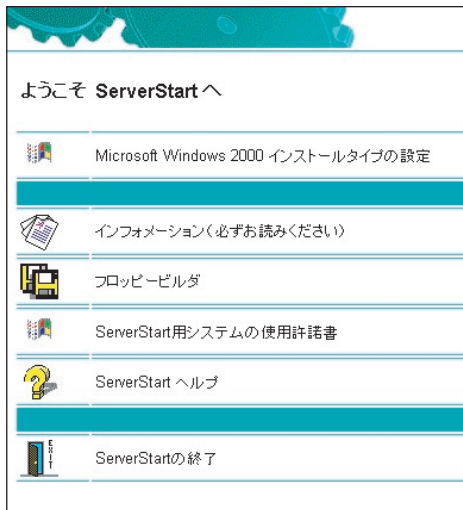 ようこそ ServerStart へ
Microsoft Windows 2000 インストールタイプの設定
インフォメーション(必ずお読みください)
フロッピービルダ
ServerStart用システムの使用許諾書
ServerStart ヘルプ
EXIT
ServerStartの終了